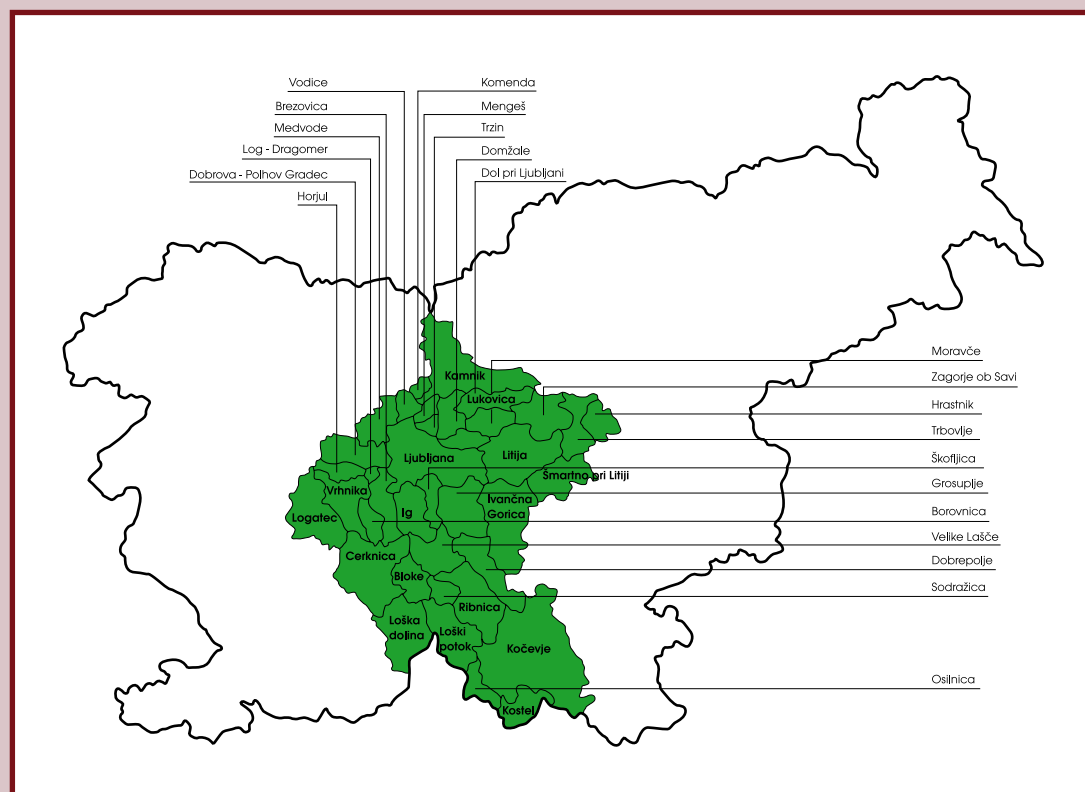 Vodice
Komenda
Brezovica
Mengeš
Medvode
Trzin
Log - Dragomer
Domžale
Dobrova - Polhov Gradec
Dol pri Ljubljani
Horjul
Moravče
Kamnik
Zagorje ob Savi
Lukovica
Hrastnik
Trbovlje
Ljubljana
Litija
Škofljica
Šmartno pri Litiji
Grosuplje
Vrhnika
Ivančna
Gorica
Ig
Logatec
Borovnica
Velike Lašče
Cerknica
Dobrepolje
Bloke
Sodražica
Ribnica
Loška
dolina
Loški
potok
Kočevje
Osilnica
Kostel